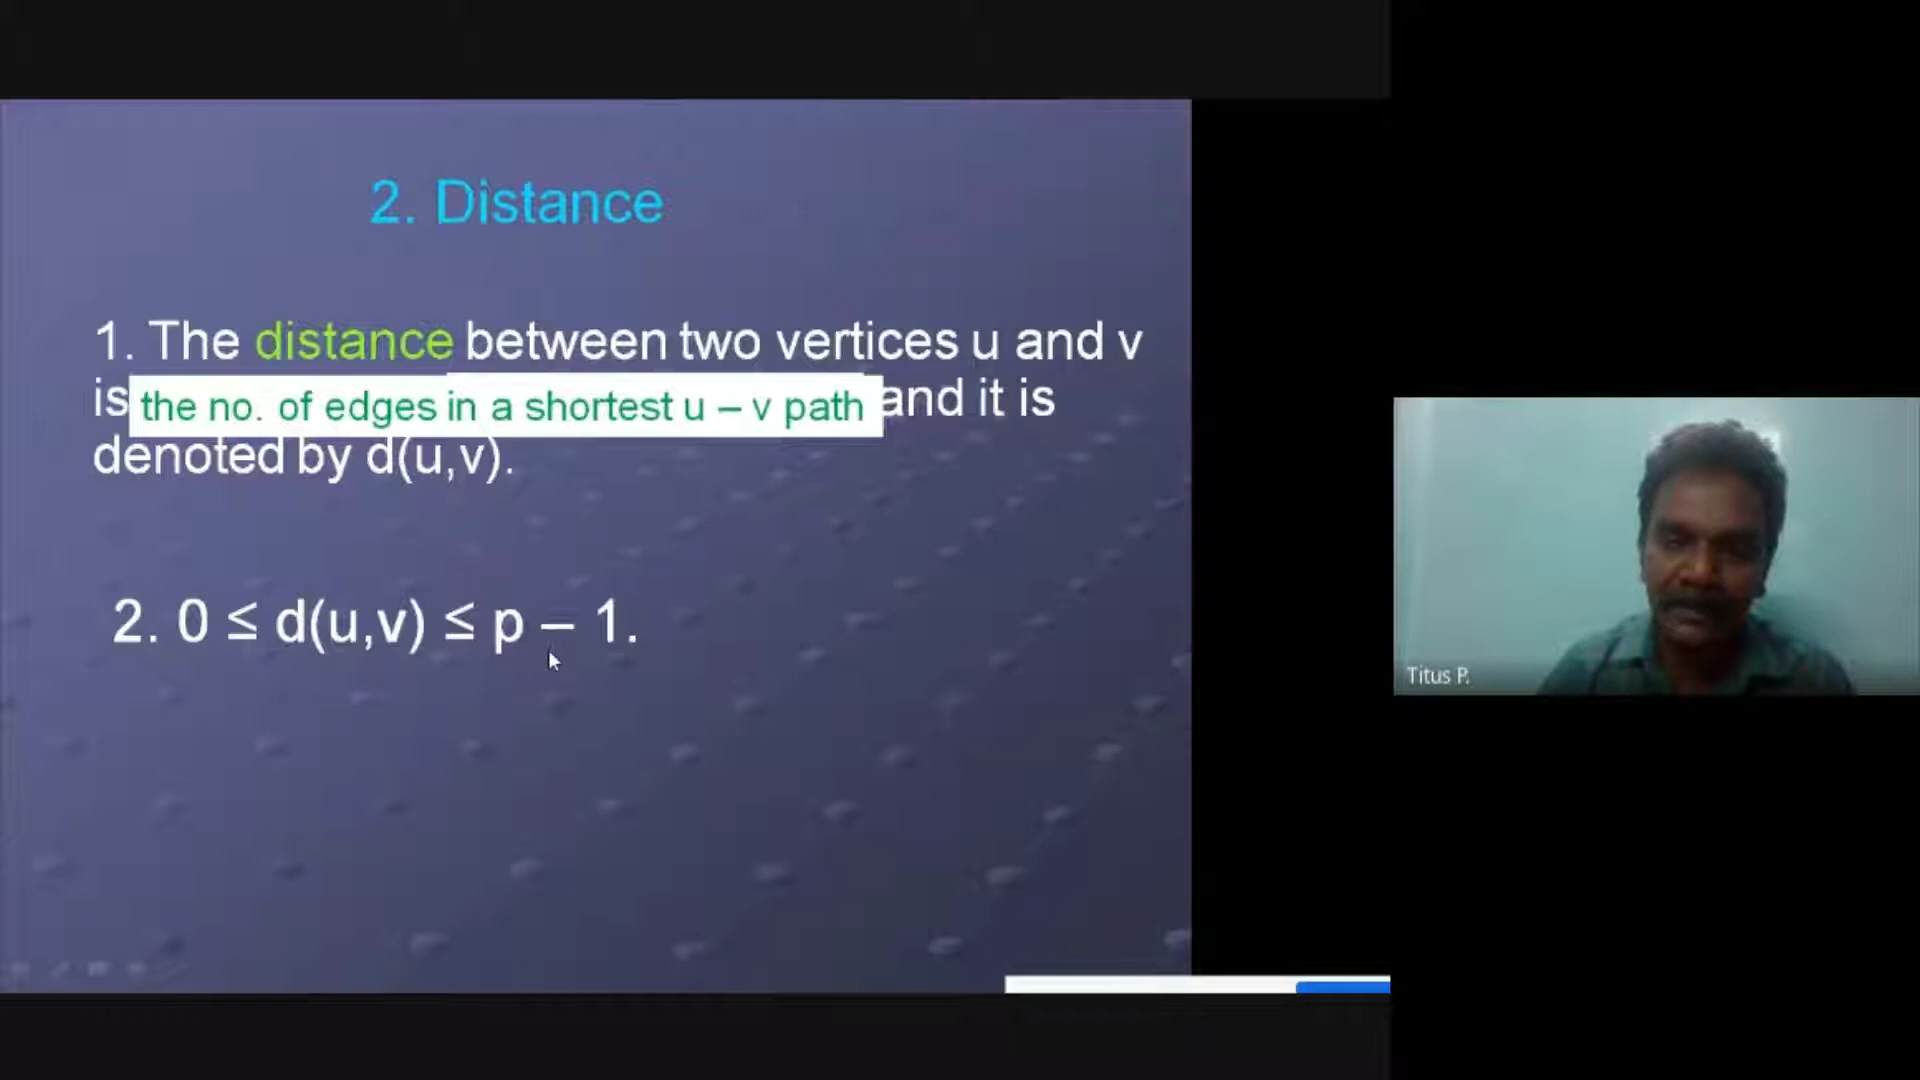 2. Distance
1. The distance between two vertices u and v
is the no. of edges in a shortest u – v path and it is
denoted by d(u,v).
2. 0 ≤ d(u,v) ≤ p – 1.
Titus P.